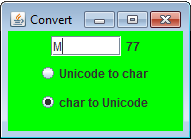 Convert
M 77
Unicode to char
char to Unicode